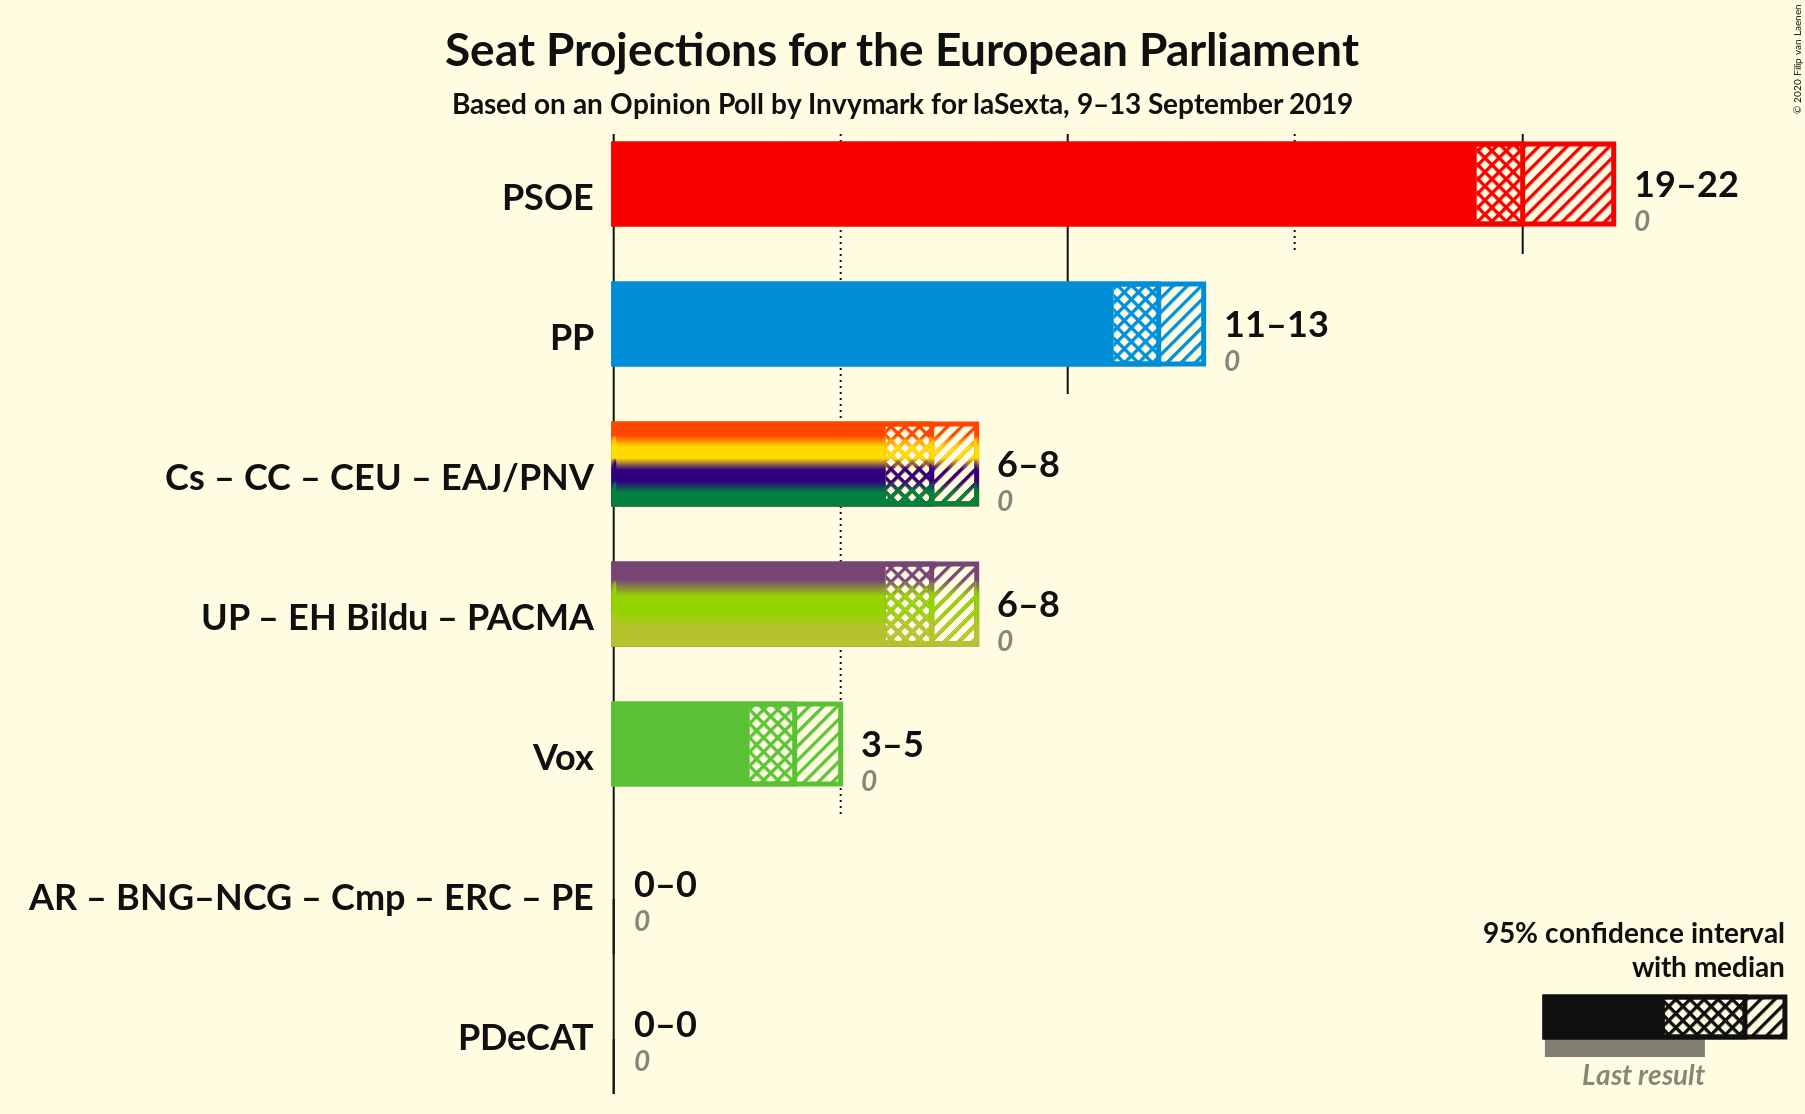 Seat Projections for the European Parliament
Based on an Opinion Poll by Invymark for laSexta, 9–13 September 2019
© 2020 Filip van Laenen
PSOE
19–22
0
PP
11–13
0
Cs – CC – CEU – EAJ/PNV
6–8
0
UP – EH Bildu – PACMA
6–8
0
Vox
3–5
0
AR – BNG–NCG – Cmp – ERC – PE
0–0
0
PDeCAT
0–0
0
95% confidence interval
with median
Last result